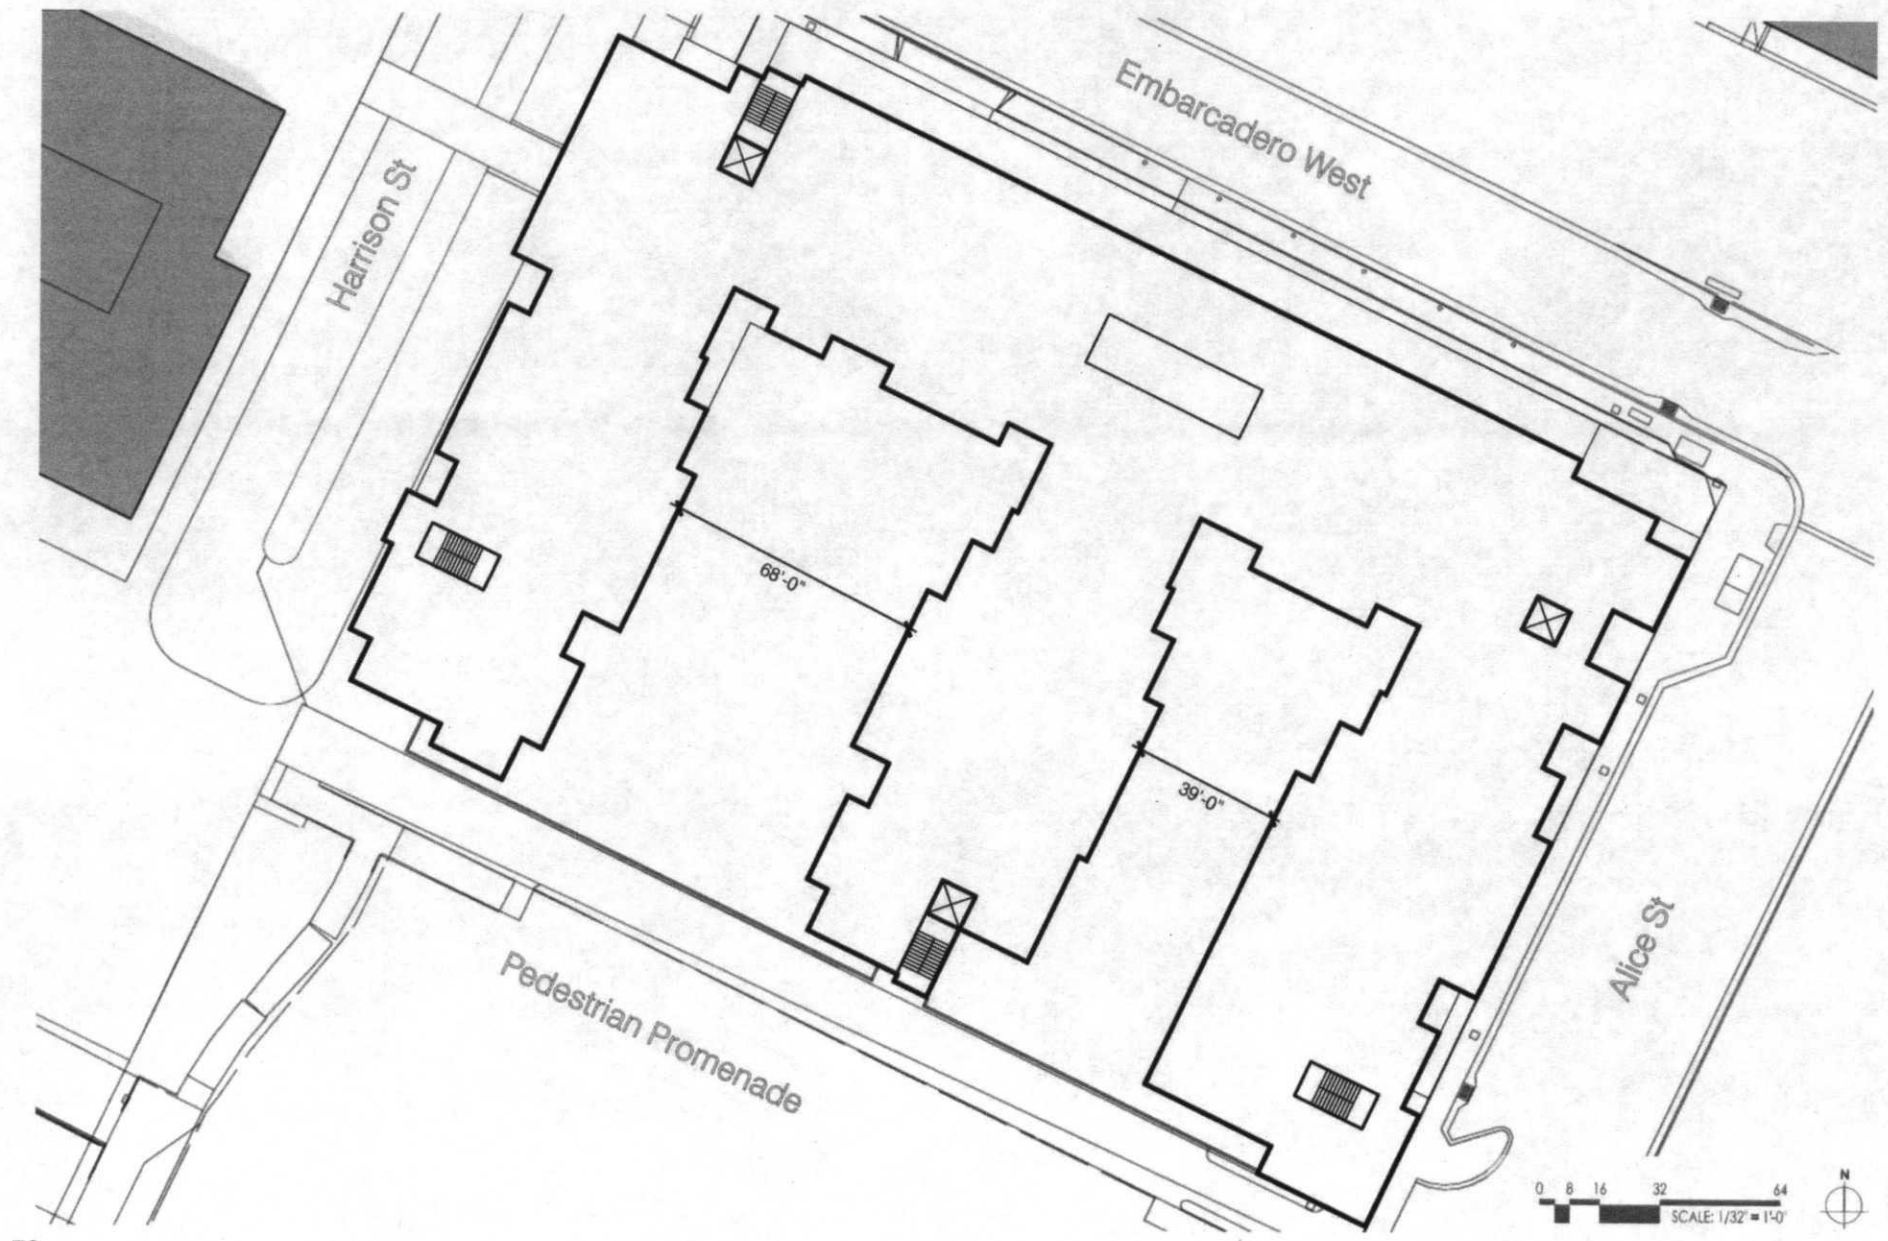 Embarcadero West
Harrison St
68'-0"
39'-0"
Alice St
Pedestrian Promenade
N
0 8 16 32 64
SCALE: 1/32" = 1'-0"